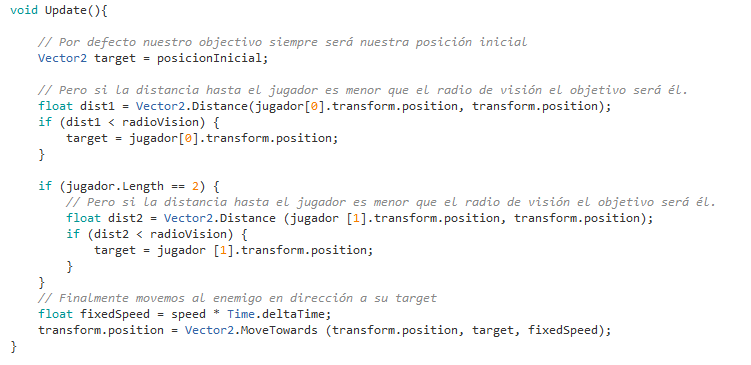 void Update(){
// Por defecto nuestro objectivo siempre será nuestra posición inicial
Vector2 target = posicionInicial;
// Pero si la distancia hasta el jugador es menor que el radio de visión el objetivo será él.
float dist1 = Vector2.Distance(jugador[0].transform.position, transform.position);
if (dist1 < radioVision) {
target = jugador[0].transform.position;
}
if (jugador.Length == 2) {
// Pero si la distancia hasta el jugador es menor que el radio de visión el objetivo será él.
float dist2 = Vector2.Distance (jugador [1].transform.position, transform.position);
if (dist2 < radioVision) {
target = jugador [1].transform.position;
}
}
// Finalmente movemos al enemigo en dirección a su target
float fixedSpeed = speed * Time.deltaTime;
transform.position = Vector2.MoveTowards (transform.position, target, fixedSpeed);
}